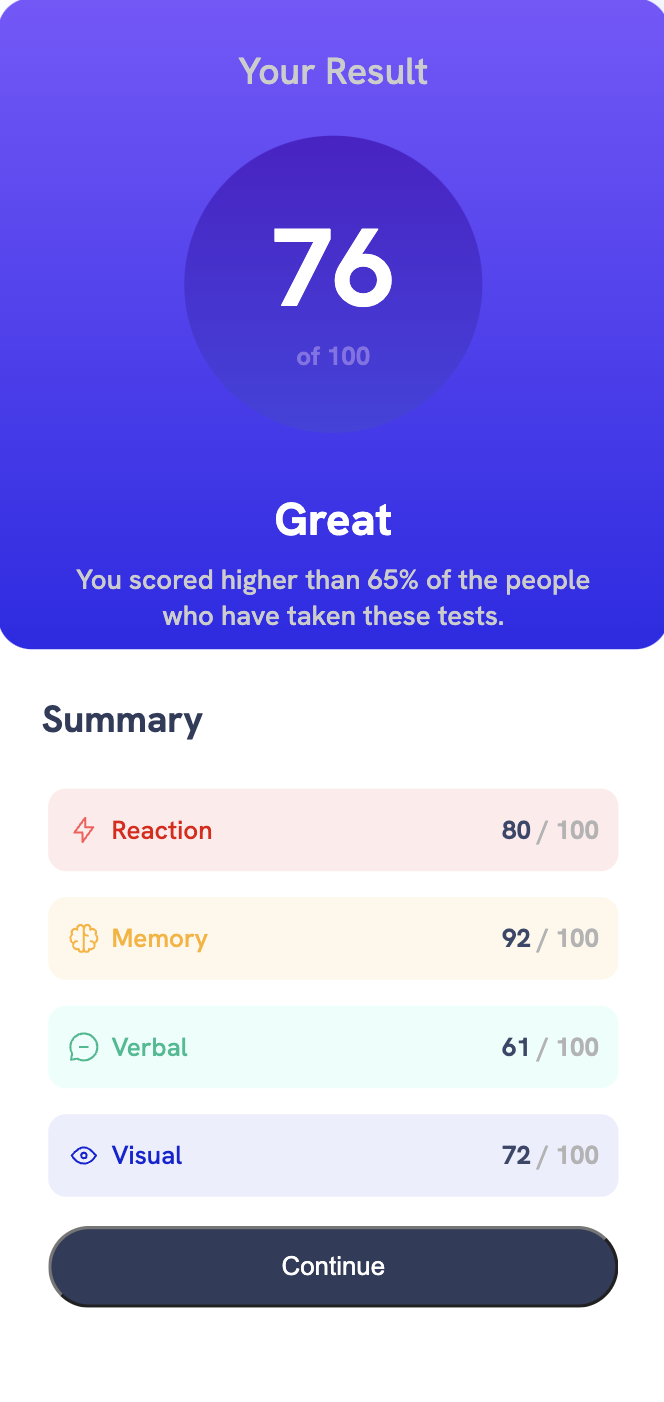 Your Result
76
of 100
Great
You scored higher than 65% of the people
who have taken these tests.
Summary
Reaction 80 / 100
Memory 92 / 100
Verbal 61 / 100
Visual 72 / 100
Continue